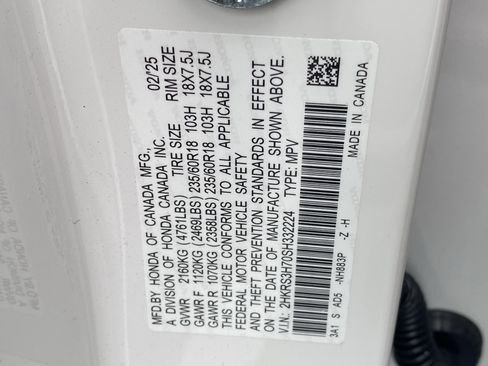 MFD.BY HONDA OF CANADA MFG., 02/'25
A DIVISION OF HONDA CANADA INC.
TIRE SIZE RIM SIZE
GVWR 2160KG (4761LBS)
GAWR F 1120KG (2469LBS) 235/60R18 103H 18X7.5J
GAWR R 1070KG (2358LBS) 235/60R18 103H 18X7.5J
THIS VEHICLE CONFORMS TO ALL APPLICABLE
FEDERAL MOTOR VEHICLE SAFETY
AND THEFT PREVENTION STANDARDS IN EFFECT
ON THE DATE OF MANUFACTURE SHOWN ABOVE.
V.I.N: 2HKRS3H70SH332224 TYPE: MPV
3A1 S AD5 -NH883P -Z -H MADE IN CANADA